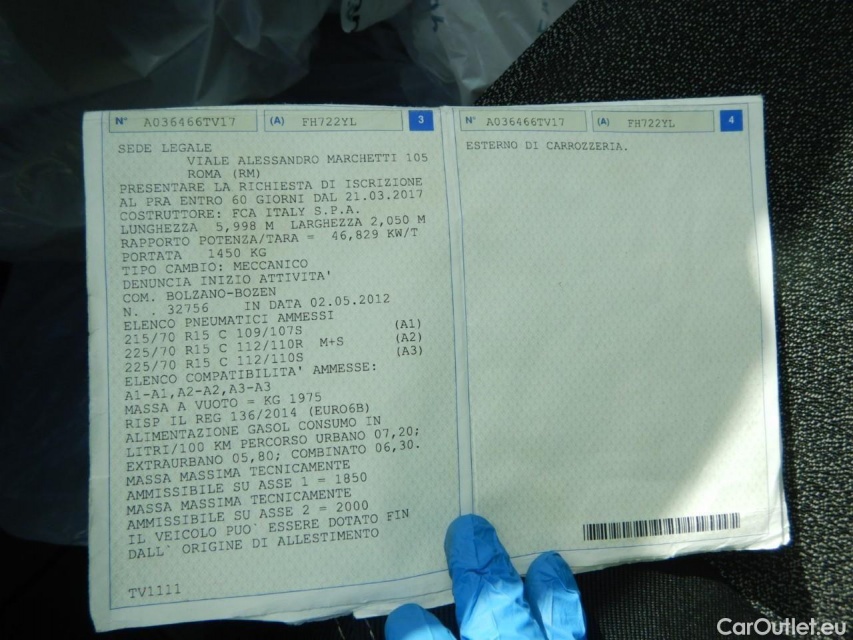 N° A036466TV17 (A) FH722YL 3
SEDE LEGALE
VIALE ALESSANDRO MARCHETTI 105
ROMA (RM)
PRESENTARE LA RICHIESTA DI ISCRIZIONE
AL PRA ENTRO 60 GIORNI DAL 21.03.2017
COSTRUTTORE: FCA ITALY S.P.A.
LUNGHEZZA 5,998 M LARGHEZZA 2,050 M
RAPPORTO POTENZA/TARA = 46,829 KW/T
PORTATA 1450 KG
TIPO CAMBIO: MECCANICO
DENUNCIA INIZIO ATTIVITA'
COM. BOLZANO-BOZEN
N. . 32756 IN DATA 02.05.2012
ELENCO PNEUMATICI AMMESSI
215/70 R15 C 109/107S (A1)
225/70 R15 C 112/110R M+S (A2)
225/70 R15 C 112/110S (A3)
ELENCO COMPATIBILITA' AMMESSE:
A1-A1,A2-A2,A3-A3
MASSA A VUOTO = KG 1975
RISP IL REG 136/2014 (EURO6B)
ALIMENTAZIONE GASOL CONSUMO IN
LITRI/100 KM PERCORSO URBANO 07,20;
EXTRAURBANO 05,80; COMBINATO 06,30.
MASSA MASSIMA TECNICAMENTE
AMMISSIBILE SU ASSE 1 = 1850
MASSA MASSIMA TECNICAMENTE
AMMISSIBILE SU ASSE 2 = 2000
IL VEICOLO PUO` ESSERE DOTATO FIN
DALL` ORIGINE DI ALLESTIMENTO
TV1111
N° A036466TV17 (A) FH722YL 4
ESTERNO DI CARROZZERIA.
CarOutlet.eu